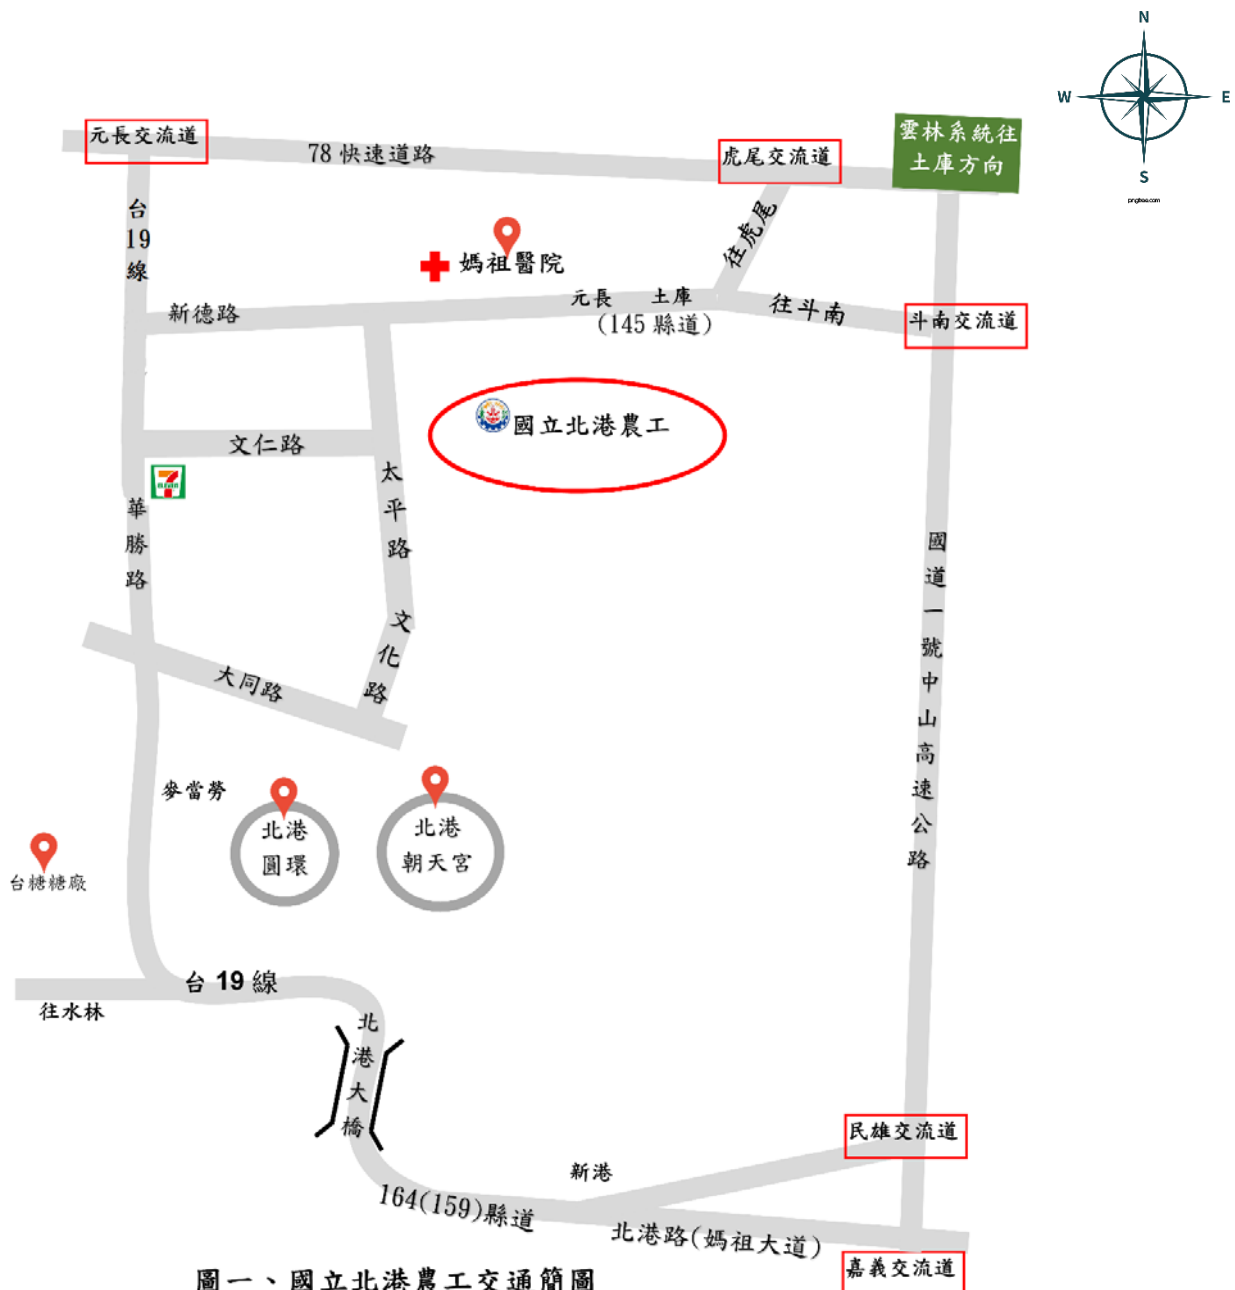 N
W
E
S
pngtree.com
元長交流道
78 快速道路
虎尾交流道
雲林系統往
土庫方向
台
19
線
往虎尾
媽祖醫院
新德路
元長 土庫
(145 縣道)
往斗南
斗南交流道
國立北港農工
文仁路
7
ELEVEN
太平路
華勝路
國道一號中山高速公路
文化路
大同路
麥當勞
北港
圓環
北港
朝天宮
台糖糖廠
台 19 線
往水林
北港大橋
民雄交流道
新港
164(159)縣道
北港路(媽祖大道)
嘉義交流道
圖一、國立北港農工交通簡圖